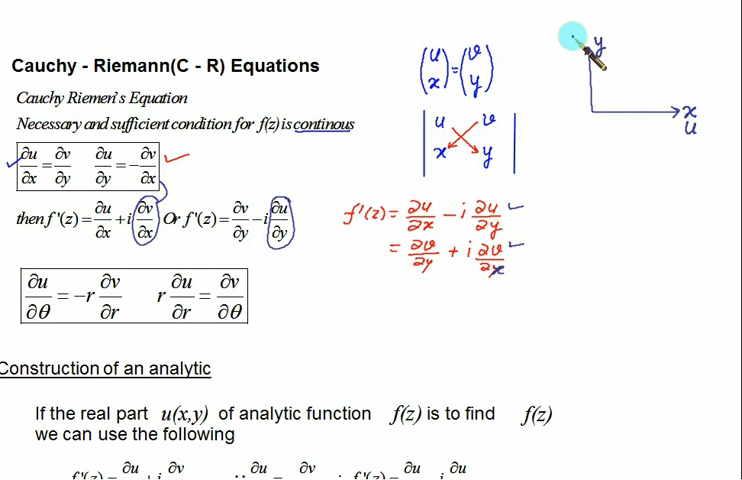 Cauchy - Riemann(C - R) Equations
Cauchy Riemen's Equation
Necessary and sufficient condition for f(z) is continous
∂u/∂x = ∂v/∂y  ∂u/∂y = -∂v/∂x
then f'(z) = ∂u/∂x + i ∂v/∂x Or f'(z) = ∂v/∂y - i ∂u/∂y
∂u/∂θ = -r ∂v/∂r  r ∂u/∂r = ∂v/∂θ
(u x) = (v y)
u v
x y
f'(z) = ∂u/∂x - i ∂u/∂y
= ∂v/∂y + i ∂v/∂x
y
x
u
Construction of an analytic
If the real part u(x,y) of analytic function f(z) is to find f(z)
we can use the following
f'(z) = ∂u + i ∂v ∵ ∂u = ∂v ∴ f'(z) = ∂u i ∂u